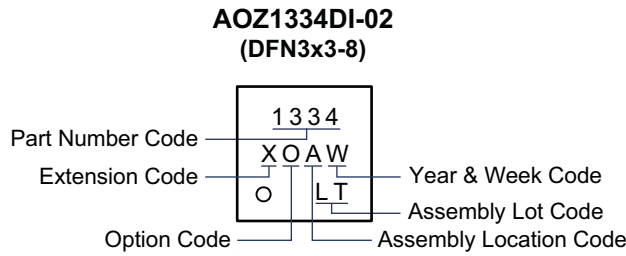 AOZ1334DI-02
(DFN3x3-8)
1334
Part Number Code
XOAW
Extension Code
Year & Week Code
LT
Assembly Lot Code
Option Code
Assembly Location Code